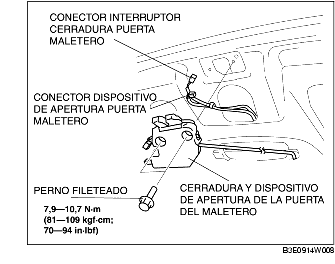 CONECTOR INTERRUPTOR
CERRADURA PUERTA
MALETERO
CONECTOR DISPOSITIVO
DE APERTURA PUERTA
MALETERO
PERNO FILETEADO
7,9—10,7 N·m
(81—109 kgf·cm;
70—94 in·lbf)
CERRADURA Y DISPOSITIVO
DE APERTURA DE LA PUERTA
DEL MALETERO
B3E0914W008